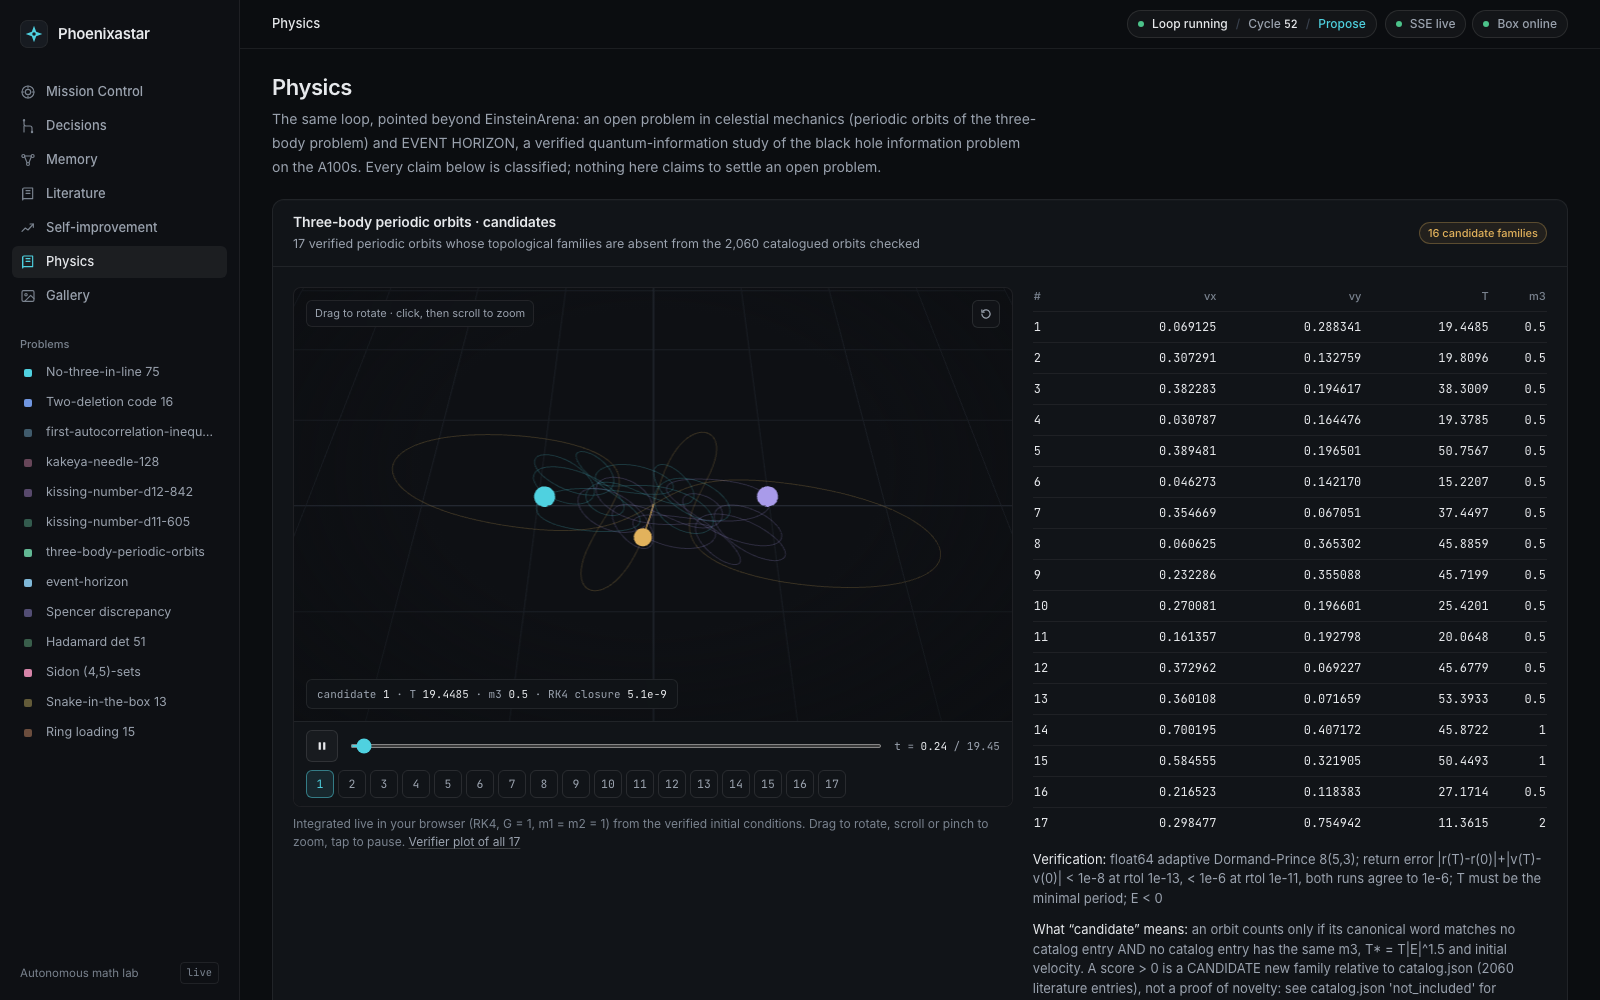 Phoenixastar
Mission Control
Decisions
Memory
Literature
Self-improvement
Physics
Gallery
Problems
No-three-in-line 75
Two-deletion code 16
first-autocorrelation-inequ...
kakeya-needle-128
kissing-number-d12-842
kissing-number-d11-605
three-body-periodic-orbits
event-horizon
Spencer discrepancy
Hadamard det 51
Sidon (4,5)-sets
Snake-in-the-box 13
Ring loading 15
Autonomous math lab live
Physics
Loop running / Cycle 52 / Propose
SSE live
Box online
Physics
The same loop, pointed beyond EinsteinArena: an open problem in celestial mechanics (periodic orbits of the three-
body problem) and EVENT HORIZON, a verified quantum-information study of the black hole information problem
on the A100s. Every claim below is classified; nothing here claims to settle an open problem.
Three-body periodic orbits · candidates
17 verified periodic orbits whose topological families are absent from the 2,060 catalogued orbits checked
16 candidate families
Drag to rotate · click, then scroll to zoom
candidate 1 · T 19.4485 · m3 0.5 · RK4 closure 5.1e-9
t = 0.24 / 19.45
1 2 3 4 5 6 7 8 9 10 11 12 13 14 15 16 17
Integrated live in your browser (RK4, G = 1, m1 = m2 = 1) from the verified initial conditions. Drag to rotate, scroll or pinch to
zoom, tap to pause. Verifier plot of all 17
# vx vy T m3
1 0.069125 0.288341 19.4485 0.5
2 0.307291 0.132759 19.8096 0.5
3 0.382283 0.194617 38.3009 0.5
4 0.030787 0.164476 19.3785 0.5
5 0.389481 0.196501 50.7567 0.5
6 0.046273 0.142170 15.2207 0.5
7 0.354669 0.067051 37.4497 0.5
8 0.060625 0.365302 45.8859 0.5
9 0.232286 0.355088 45.7199 0.5
10 0.270081 0.196601 25.4201 0.5
11 0.161357 0.192798 20.0648 0.5
12 0.372962 0.069227 45.6779 0.5
13 0.360108 0.071659 53.3933 0.5
14 0.700195 0.407172 45.8722 1
15 0.584555 0.321905 50.4493 1
16 0.216523 0.118383 27.1714 0.5
17 0.298477 0.754942 11.3615 2
Verification: float64 adaptive Dormand-Prince 8(5,3); return error |r(T)-r(0)|+|v(T)-
v(0)| < 1e-8 at rtol 1e-13, < 1e-6 at rtol 1e-11, both runs agree to 1e-6; T must be the
minimal period; E < 0
What “candidate” means: an orbit counts only if its canonical word matches no
catalog entry AND no catalog entry has the same m3, T* = T|E|^1.5 and initial
velocity. A score > 0 is a CANDIDATE new family relative to catalog.json (2060
literature entries), not a proof of novelty: see catalog.json 'not_included' for